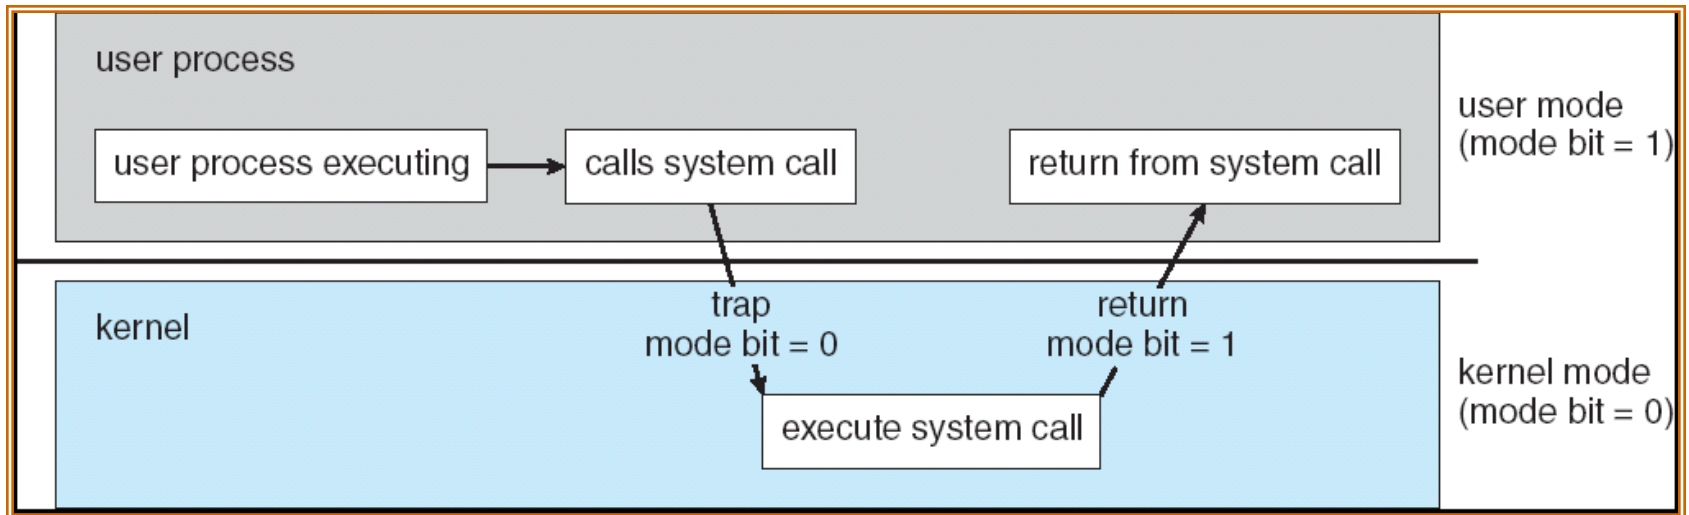 user process
user process executing
calls system call
return from system call
user mode
(mode bit = 1)
kernel
trap
mode bit = 0
return
mode bit = 1
execute system call
kernel mode
(mode bit = 0)